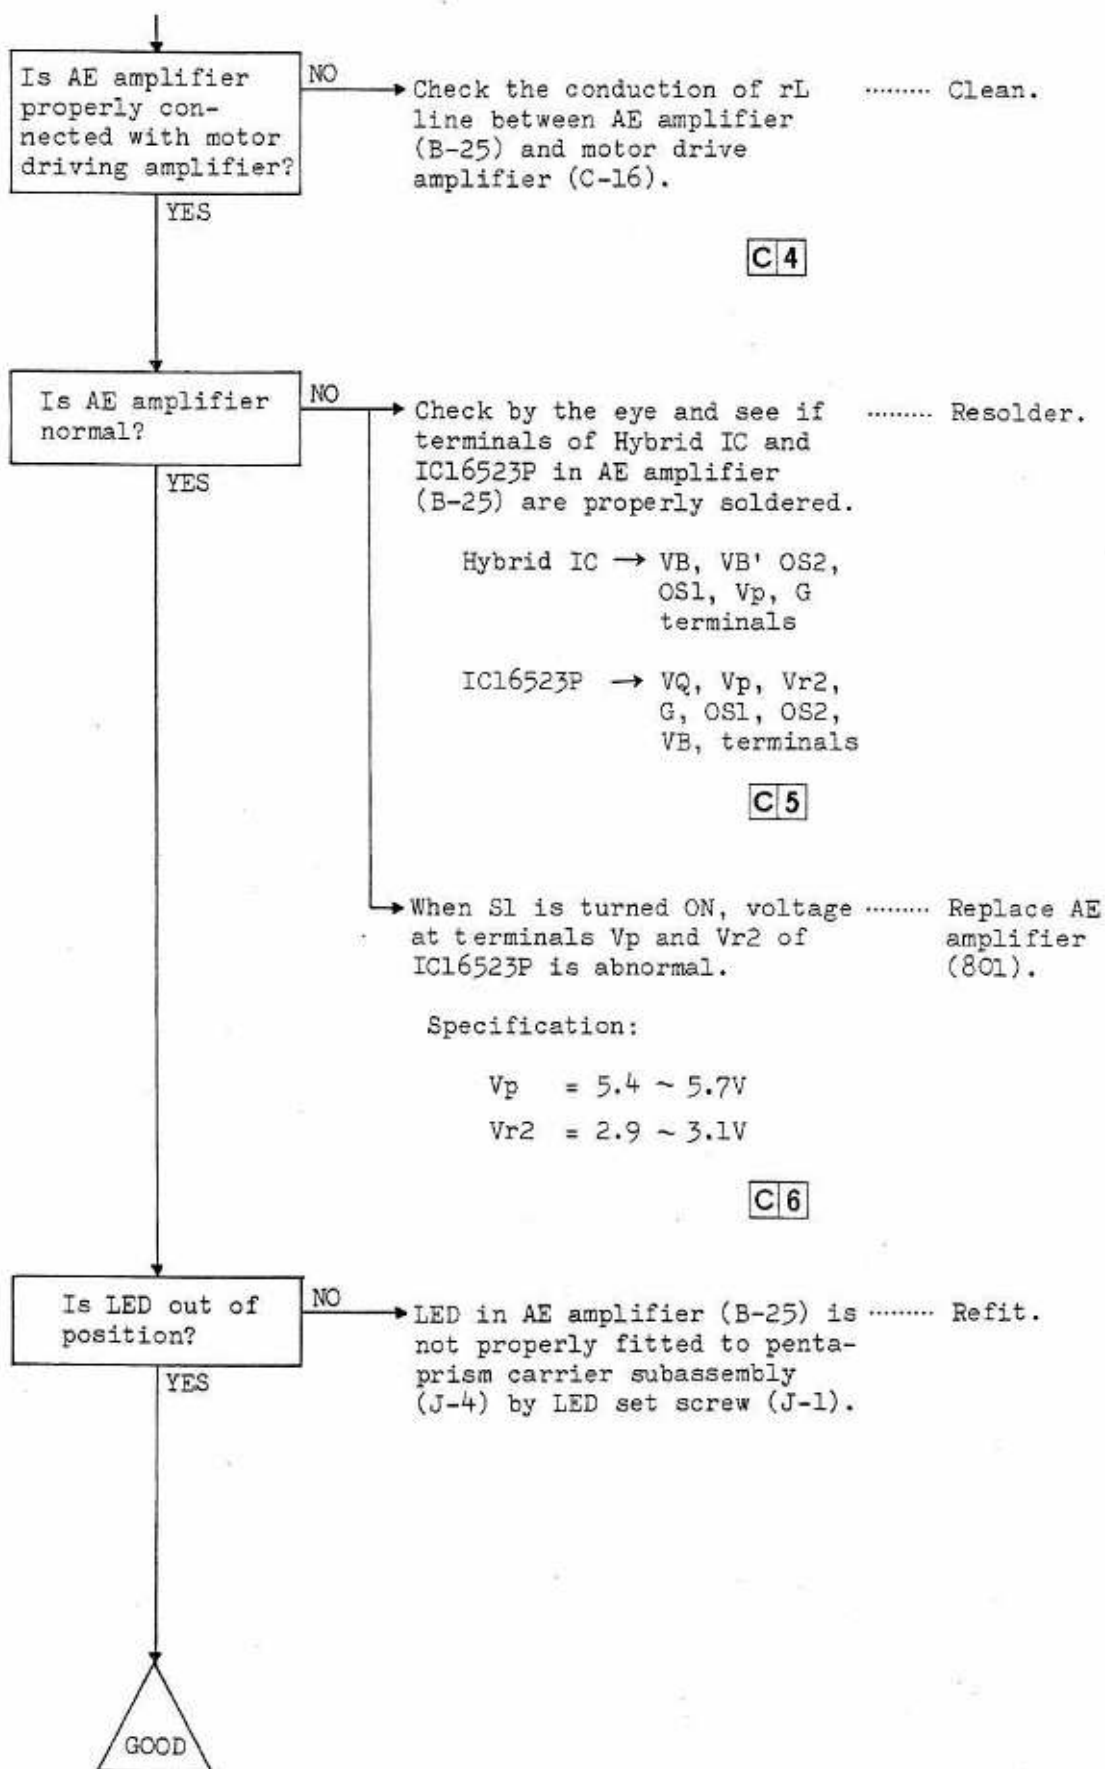 Is AE amplifier
properly con-
nected with motor
driving amplifier?
NO
Check the conduction of rL ......... Clean.
line between AE amplifier
(B-25) and motor drive
amplifier (C-16).
YES
C 4
Is AE amplifier
normal?
NO
Check by the eye and see if ......... Resolder.
terminals of Hybrid IC and
IC16523P in AE amplifier
(B-25) are properly soldered.
YES
Hybrid IC → VB, VB' OS2,
OS1, Vp, G
terminals
IC16523P → VQ, Vp, Vr2,
G, OS1, OS2,
VB, terminals
C 5
When S1 is turned ON, voltage ......... Replace AE
at terminals Vp and Vr2 of amplifier
IC16523P is abnormal. (801).
Specification:
Vp = 5.4 ~ 5.7V
Vr2 = 2.9 ~ 3.1V
C 6
Is LED out of
position?
NO
LED in AE amplifier (B-25) is ......... Refit.
not properly fitted to penta-
prism carrier subassembly
(J-4) by LED set screw (J-1).
YES
GOOD